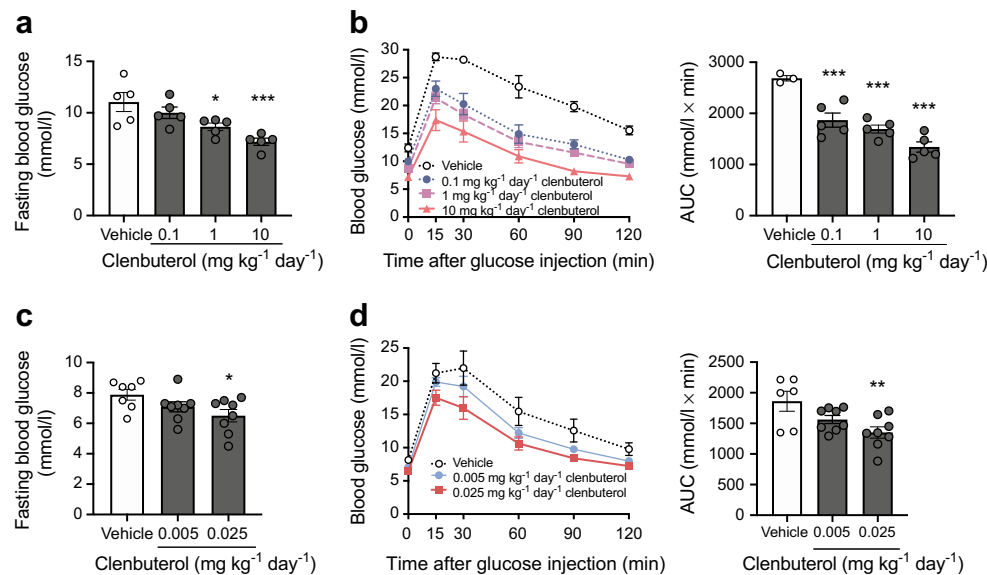 a
Fasting blood glucose
(mmol/l)
15
10
5
0
*
***
Vehicle 0.1 1 10
Clenbuterol (mg kg-1 day-1)
b
Blood glucose (mmol/l)
30
25
20
15
10
5
0
Vehicle
0.1 mg kg-1 day-1 clenbuterol
1 mg kg-1 day-1 clenbuterol
10 mg kg-1 day-1 clenbuterol
0 15 30 60 90 120
Time after glucose injection (min)
AUC (mmol/l × min)
3000
2000
1000
0
***
***
***
Vehicle 0.1 1 10
Clenbuterol (mg kg-1 day-1)
c
Fasting blood glucose
(mmol/l)
10
8
6
4
2
0
*
Vehicle 0.005 0.025
Clenbuterol (mg kg-1 day-1)
d
Blood glucose (mmol/l)
25
20
15
10
5
0
Vehicle
0.005 mg kg-1 day-1 clenbuterol
0.025 mg kg-1 day-1 clenbuterol
0 15 30 60 90 120
Time after glucose injection (min)
AUC (mmol/l × min)
2500
2000
1500
1000
500
0
**
Vehicle 0.005 0.025
Clenbuterol (mg kg-1 day-1)